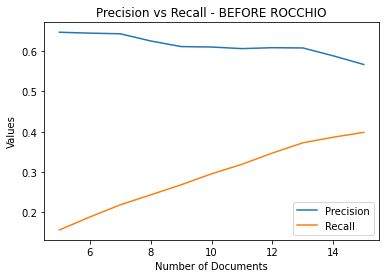 Precision vs Recall - BEFORE ROCCHIO
0.6
0.5
0.4
0.3
0.2
Values
6 8 10 12 14
Number of Documents
Precision
Recall